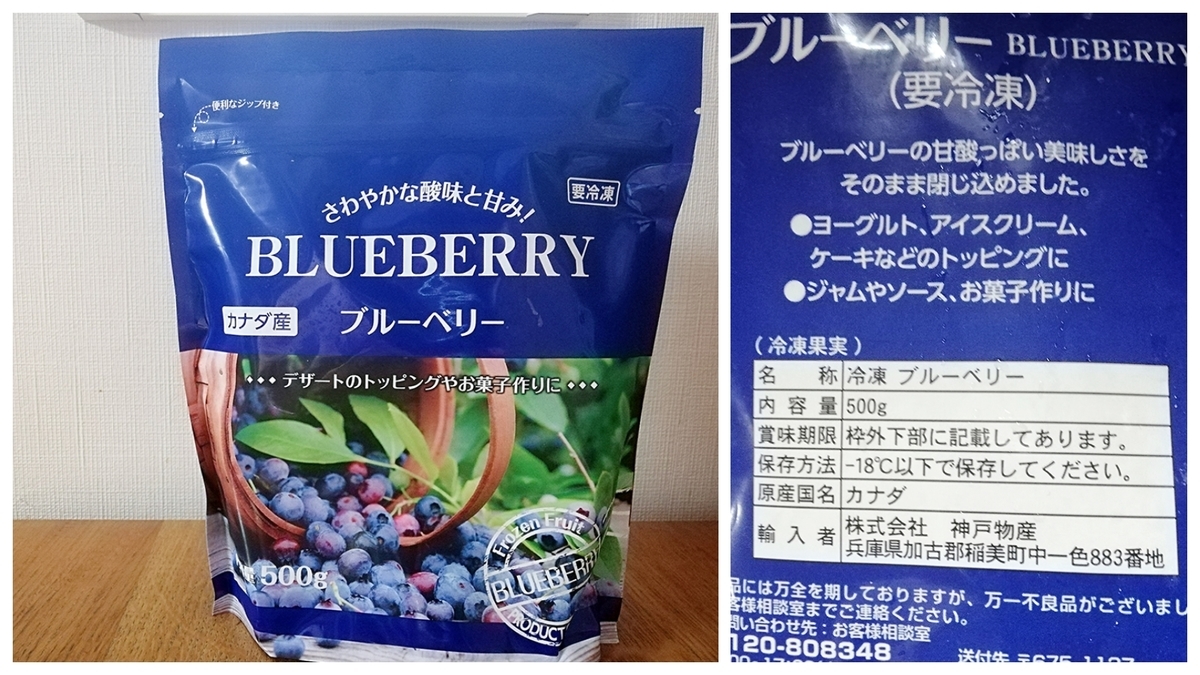 便利なジップ付き
さわやかな酸味と甘み!
要冷凍
BLUEBERRY
カナダ産
ブルーベリー
デザートのトッピングやお菓子作りに
500g
Frozen Fruit
BLUEBERRY
PRODUCT
ブルーベリー BLUEBERRY
(要冷凍)
ブルーベリーの甘酸っぱい美味しさを
そのまま閉じ込めました。
●ヨーグルト、アイスクリーム、
ケーキなどのトッピングに
●ジャムやソース、お菓子作りに
(冷凍果実)
名 称 冷凍 ブルーベリー
内容量 500g
賞味期限 枠外下部に記載してあります。
保存方法 -18℃以下で保存してください。
原産国名 カナダ
輸入者 株式会社 神戸物産
兵庫県加古郡稲美町中一色883番地
品には万全を期しておりますが、万一不良品がございまし
客様相談室までご連絡ください。
問い合わせ先:お客様相談室
120-808348
送付先 〒675-1127